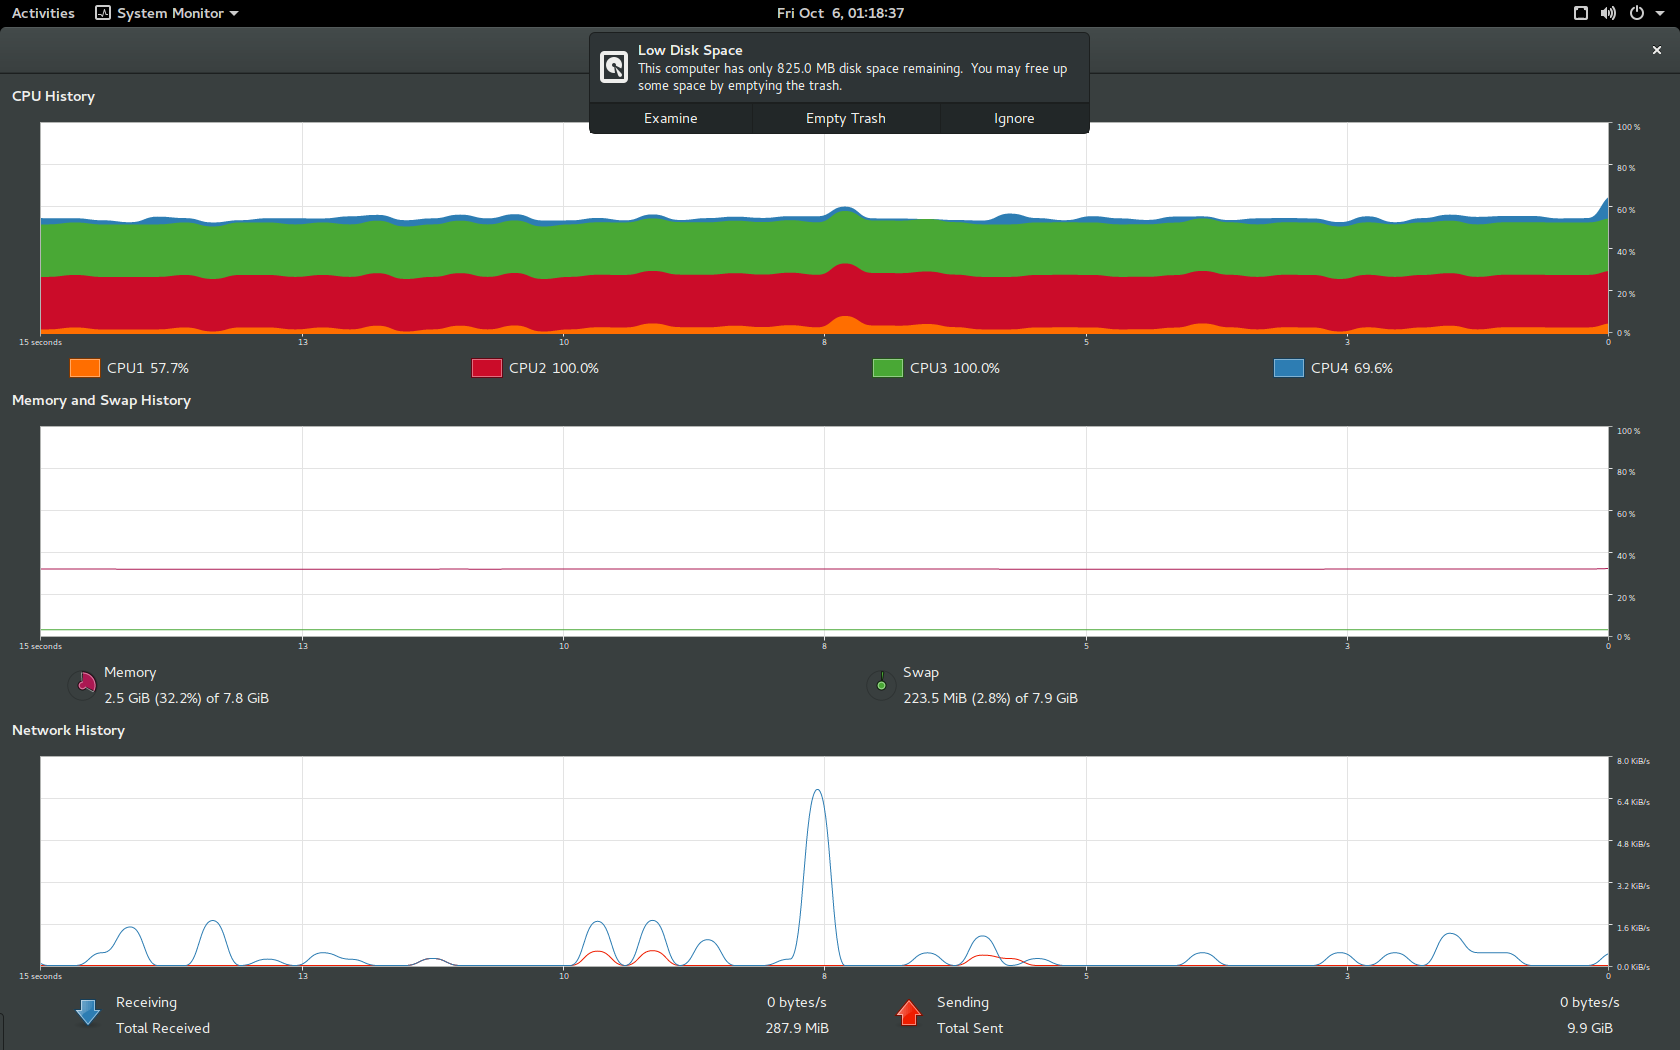 Activities System Monitor Fri Oct 6, 01:18:37
Low Disk Space
This computer has only 825.0 MB disk space remaining. You may free up
some space by emptying the trash.
Examine Empty Trash Ignore
CPU History
100 %
80 %
60 %
40 %
20 %
0 %
15 seconds 13 10 8 5 3 0
CPU1 57.7% CPU2 100.0% CPU3 100.0% CPU4 69.6%
Memory and Swap History
100 %
80 %
60 %
40 %
20 %
0 %
15 seconds 13 10 8 5 3 0
Memory Swap
2.5 GiB (32.2%) of 7.8 GiB 223.5 MiB (2.8%) of 7.9 GiB
Network History
8.0 KiB/s
6.4 KiB/s
4.8 KiB/s
3.2 KiB/s
1.6 KiB/s
0.0 KiB/s
15 seconds 13 10 8 5 3 0
Receiving 0 bytes/s Sending 0 bytes/s
Total Received 287.9 MiB Total Sent 9.9 GiB